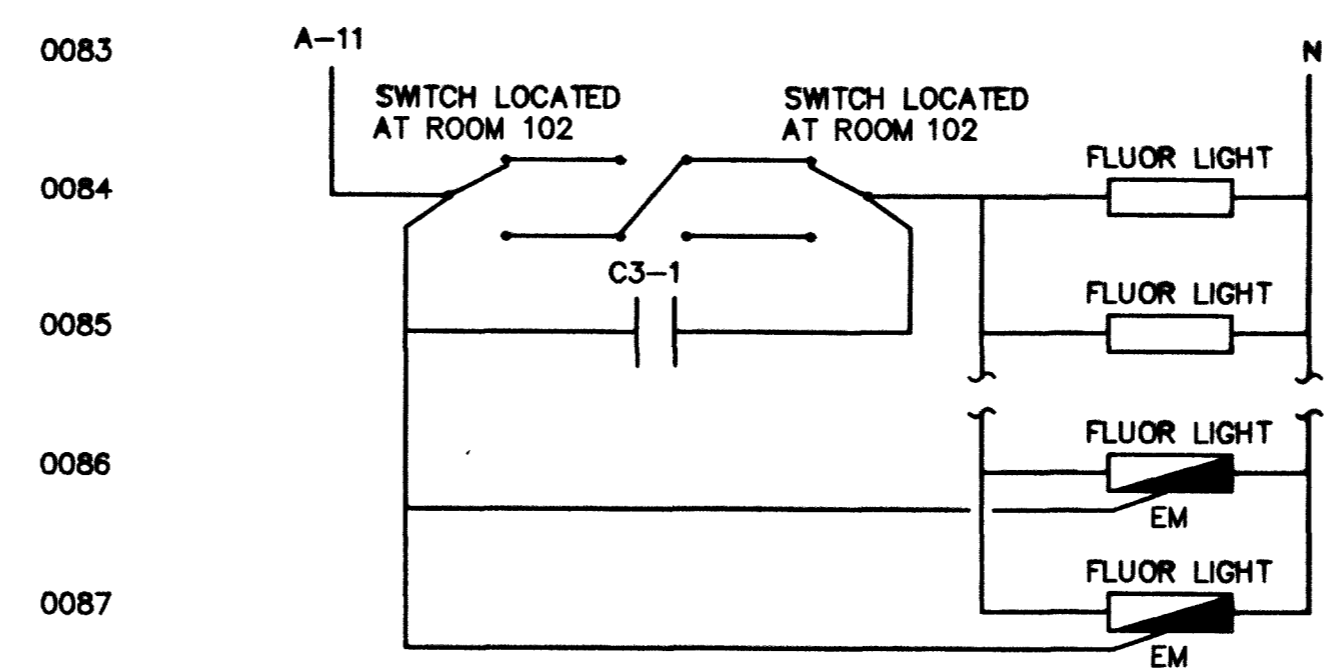 0083
A-11
N
SWITCH LOCATED
AT ROOM 102
SWITCH LOCATED
AT ROOM 102
0084
FLUOR LIGHT
C3-1
0085
FLUOR LIGHT
0086
FLUOR LIGHT
EM
0087
FLUOR LIGHT
EM